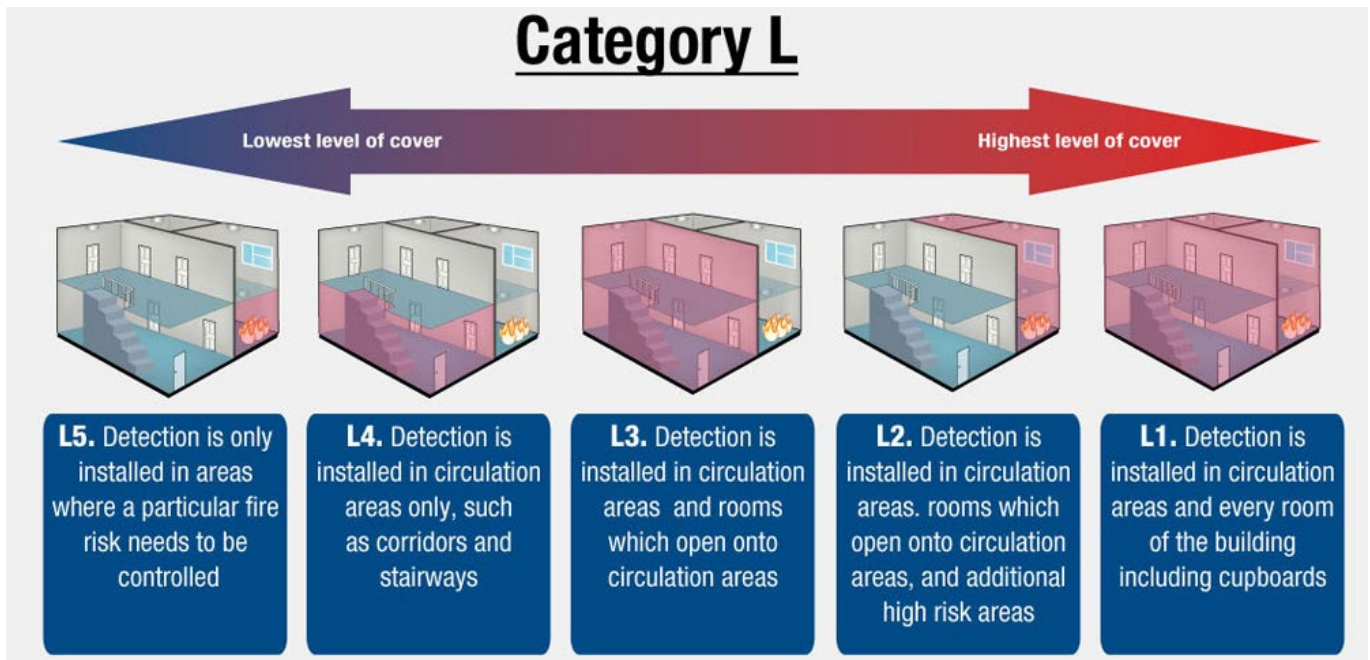 Category L
Lowest level of cover
Highest level of cover
L5. Detection is only
installed in areas
where a particular fire
risk needs to be
controlled
L4. Detection is
installed in circulation
areas only, such
as corridors and
stairways
L3. Detection is
installed in circulation
areas and rooms
which open onto
circulation areas
L2. Detection is
installed in circulation
areas. rooms which
open onto circulation
areas, and additional
high risk areas
L1. Detection is
installed in circulation
areas and every room
of the building
including cupboards